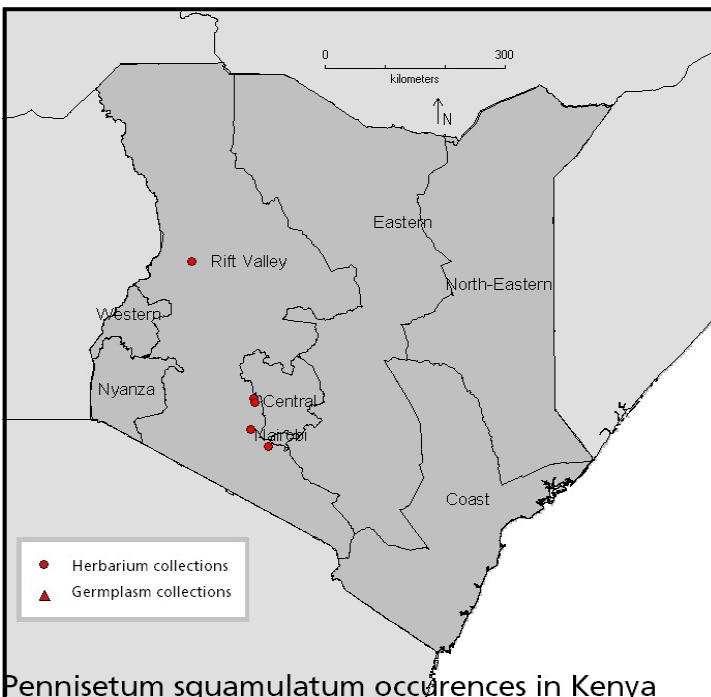 0 300
kilometers
N
Eastern
Rift Valley
North-Eastern
Western
Nyanza
Central
Nairobi
Coast
Herbarium collections
Germplasm collections
Pennisetum squamulatum occurences in Kenya